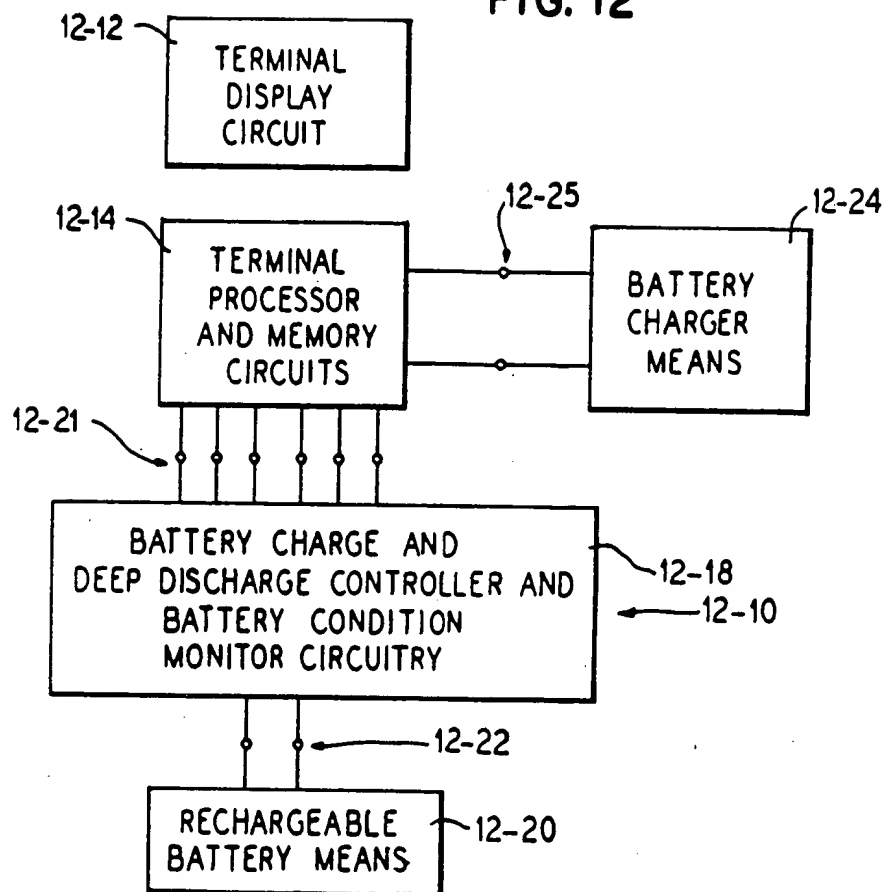 FIG. 12
12-12
TERMINAL
DISPLAY
CIRCUIT
12-14
TERMINAL
PROCESSOR
AND MEMORY
CIRCUITS
12-25
12-24
BATTERY
CHARGER
MEANS
12-21
BATTERY CHARGE AND
DEEP DISCHARGE CONTROLLER AND
BATTERY CONDITION
MONITOR CIRCUITRY
12-18
12-10
12-22
RECHARGEABLE
BATTERY MEANS
12-20